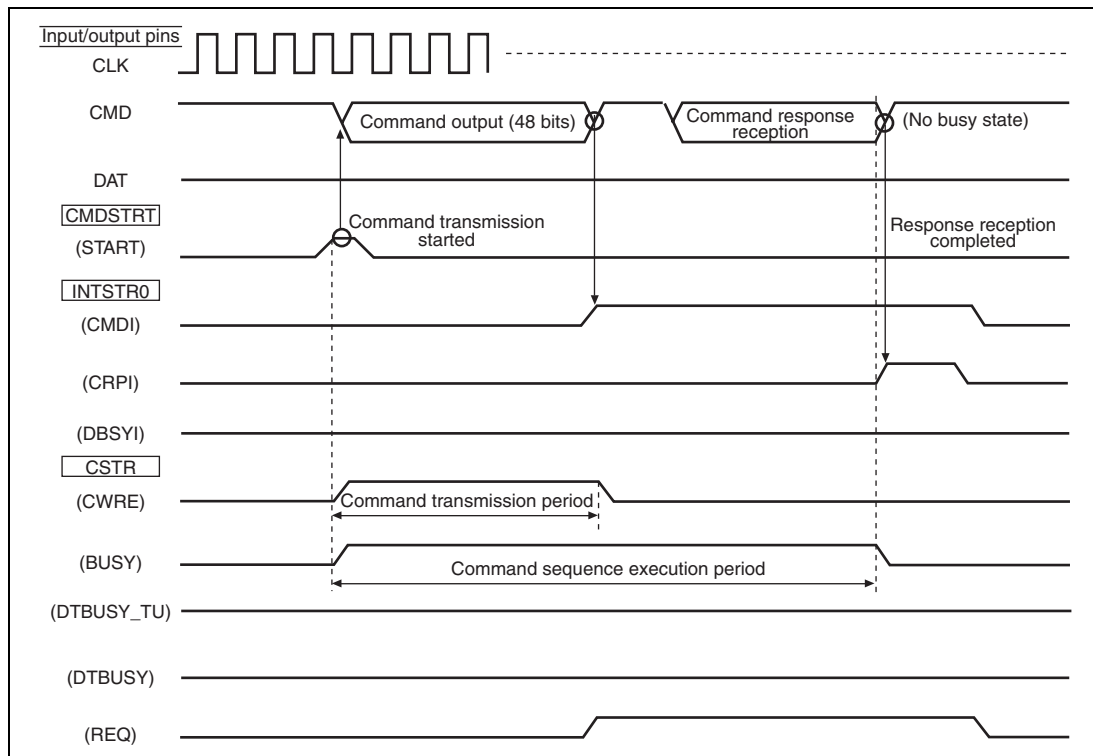 Input/output pins
CLK
CMD
Command output (48 bits)
Command response
reception
(No busy state)
DAT
CMDSTRT
(START)
Command transmission
started
Response reception
completed
INTSTR0
(CMDI)
(CRPI)
(DBSYI)
CSTR
(CWRE)
Command transmission period
(BUSY)
Command sequence execution period
(DTBUSY_TU)
(DTBUSY)
(REQ)